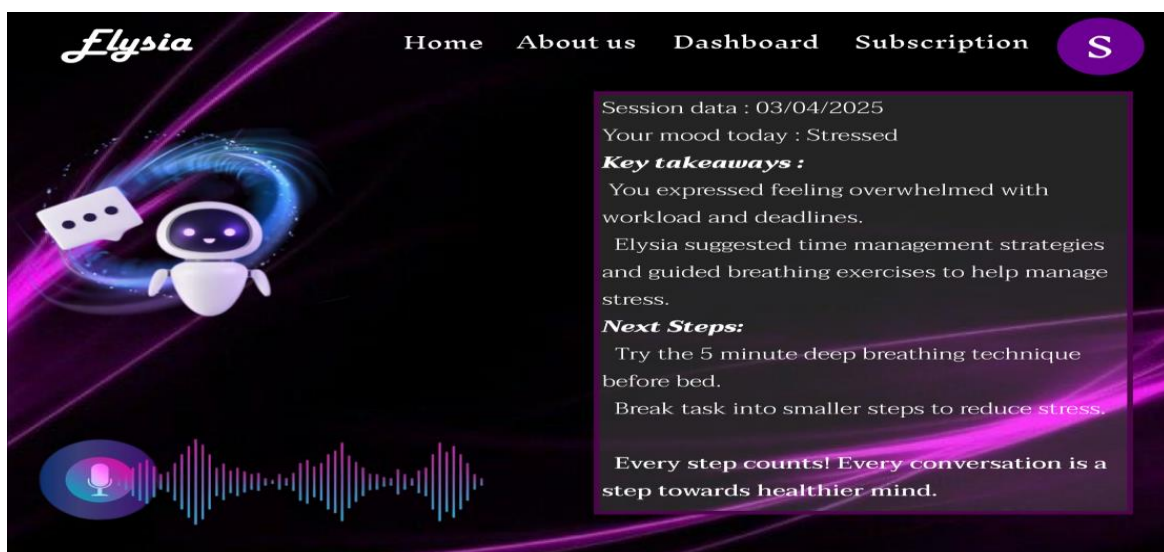 Elysia
Home About us Dashboard Subscription S
Session data : 03/04/2025
Your mood today : Stressed
Key takeaways :
You expressed feeling overwhelmed with
workload and deadlines.
Elysia suggested time management strategies
and guided breathing exercises to help manage
stress.
Next Steps:
Try the 5 minute deep breathing technique
before bed.
Break task into smaller steps to reduce stress.
Every step counts! Every conversation is a
step towards healthier mind.